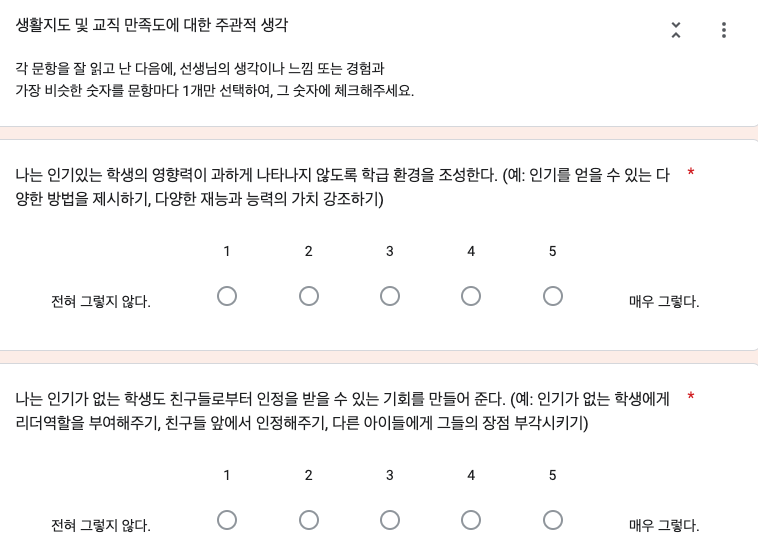 생활지도 및 교직 만족도에 대한 주관적 생각
각 문항을 잘 읽고 난 다음에, 선생님의 생각이나 느낌 또는 경험과
가장 비슷한 숫자를 문항마다 1개만 선택하여, 그 숫자에 체크해주세요.
나는 인기있는 학생의 영향력이 과하게 나타나지 않도록 학급 환경을 조성한다. (예: 인기를 얻을 수 있는 다 *
양한 방법을 제시하기, 다양한 재능과 능력의 가치 강조하기)
1 2 3 4 5
전혀 그렇지 않다. 매우 그렇다.
나는 인기가 없는 학생도 친구들로부터 인정을 받을 수 있는 기회를 만들어 준다. (예: 인기가 없는 학생에게 *
리더역할을 부여해주기, 친구들 앞에서 인정해주기, 다른 아이들에게 그들의 장점 부각시키기)
1 2 3 4 5
전혀 그렇지 않다. 매우 그렇다.